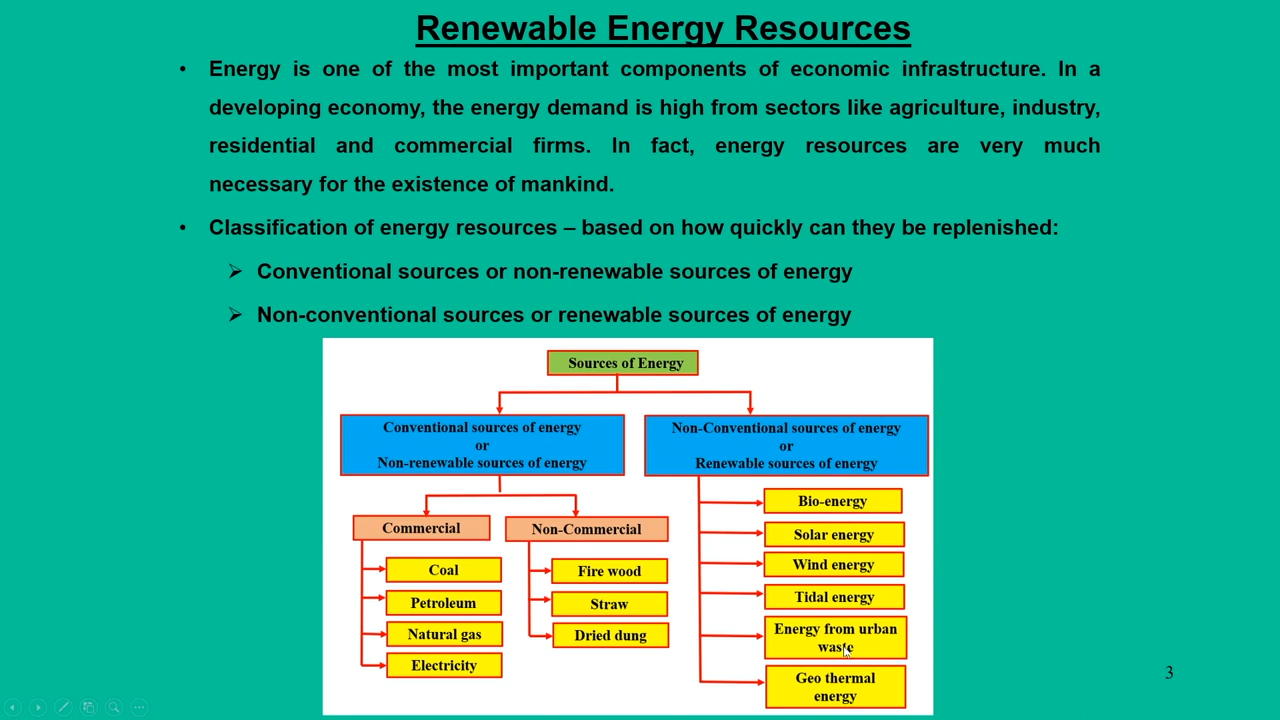 Renewable Energy Resources
• Energy is one of the most important components of economic infrastructure. In a
developing economy, the energy demand is high from sectors like agriculture, industry,
residential and commercial firms. In fact, energy resources are very much
necessary for the existence of mankind.
• Classification of energy resources – based on how quickly can they be replenished:
➢ Conventional sources or non-renewable sources of energy
➢ Non-conventional sources or renewable sources of energy
Sources of Energy
Conventional sources of energy
or
Non-renewable sources of energy
Non-Conventional sources of energy
or
Renewable sources of energy
Commercial
Coal
Petroleum
Natural gas
Electricity
Non-Commercial
Fire wood
Straw
Dried dung
Bio-energy
Solar energy
Wind energy
Tidal energy
Energy from urban
waste
Geo thermal
energy
3